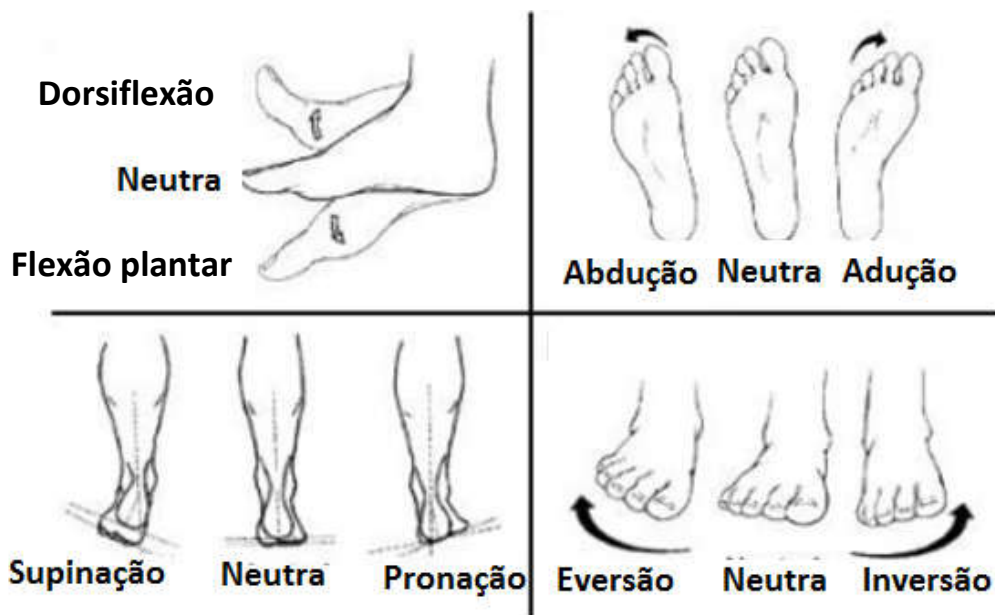 Dorsiflexão
Neutra
Flexão plantar
Abdução Neutra Adução
Supinação Neutra Pronação
Eversão Neutra Inversão